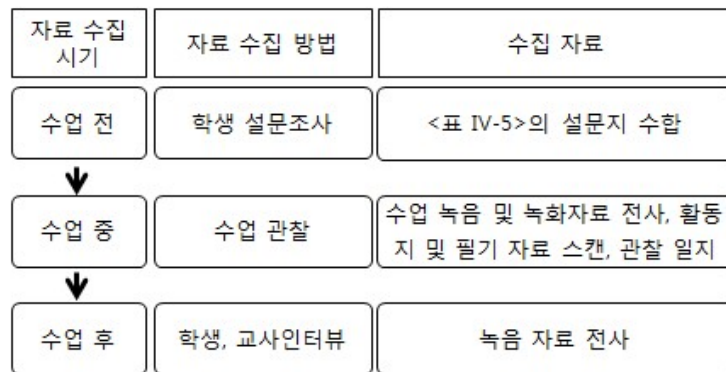 자료 수집
시기
자료 수집 방법
수집 자료
수업 전
학생 설문조사
<표 IV-5>의 설문지 수합
수업 중
수업 관찰
수업 녹음 및 녹화자료 전사, 활동
지 및 필기 자료 스캔, 관찰 일지
수업 후
학생, 교사인터뷰
녹음 자료 전사